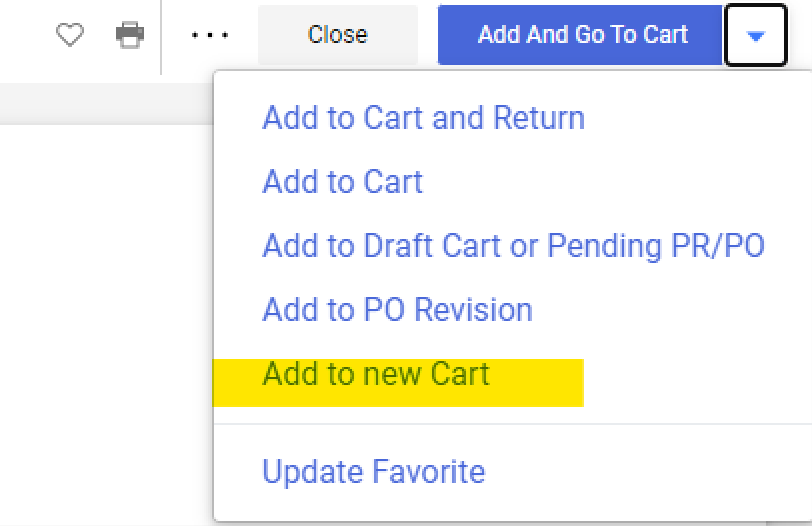 Close
Add And Go To Cart
Add to Cart and Return
Add to Cart
Add to Draft Cart or Pending PR/PO
Add to PO Revision
Add to new Cart
Update Favorite